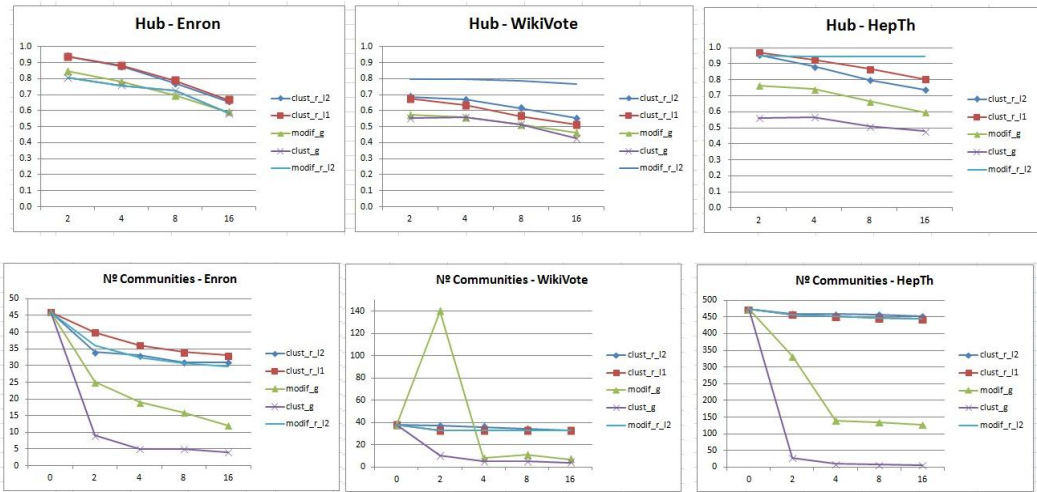 Hub - Enron
1.0
0.9
0.8
0.7
0.6
0.5
0.4
0.3
0.2
0.1
0.0
2 4 8 16
clust_r_l2
clust_r_l1
modif_g
clust_g
modif_r_l2
Hub - WikiVote
1.0
0.9
0.8
0.7
0.6
0.5
0.4
0.3
0.2
0.1
0.0
2 4 8 16
clust_r_l2
clust_r_l1
modif_g
clust_g
modif_r_l2
Hub - HepTh
1.0
0.9
0.8
0.7
0.6
0.5
0.4
0.3
0.2
0.1
0.0
2 4 8 16
clust_r_l2
clust_r_l1
modif_g
clust_g
modif_r_l2
Nº Communities - Enron
50
45
40
35
30
25
20
15
10
5
0
0 2 4 8 16
clust_r_l2
clust_r_l1
modif_g
clust_g
modif_r_l2
Nº Communities - WikiVote
140
120
100
80
60
40
20
0
0 2 4 8 16
clust_r_l2
clust_r_l1
modif_g
clust_g
modif_r_l2
Nº Communities - HepTh
500
450
400
350
300
250
200
150
100
50
0
0 2 4 8 16
clust_r_l2
clust_r_l1
modif_g
clust_g
modif_r_l2